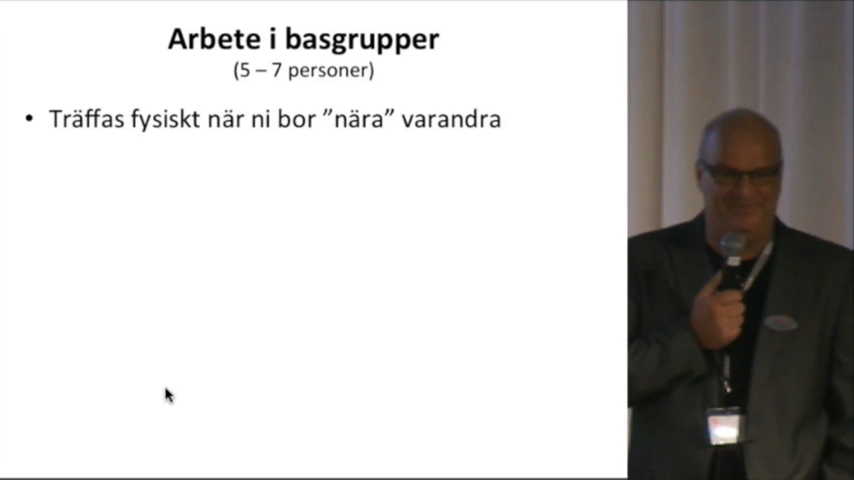 Arbete i basgrupper
(5 – 7 personer)
• Träffas fysiskt när ni bor ”nära” varandra